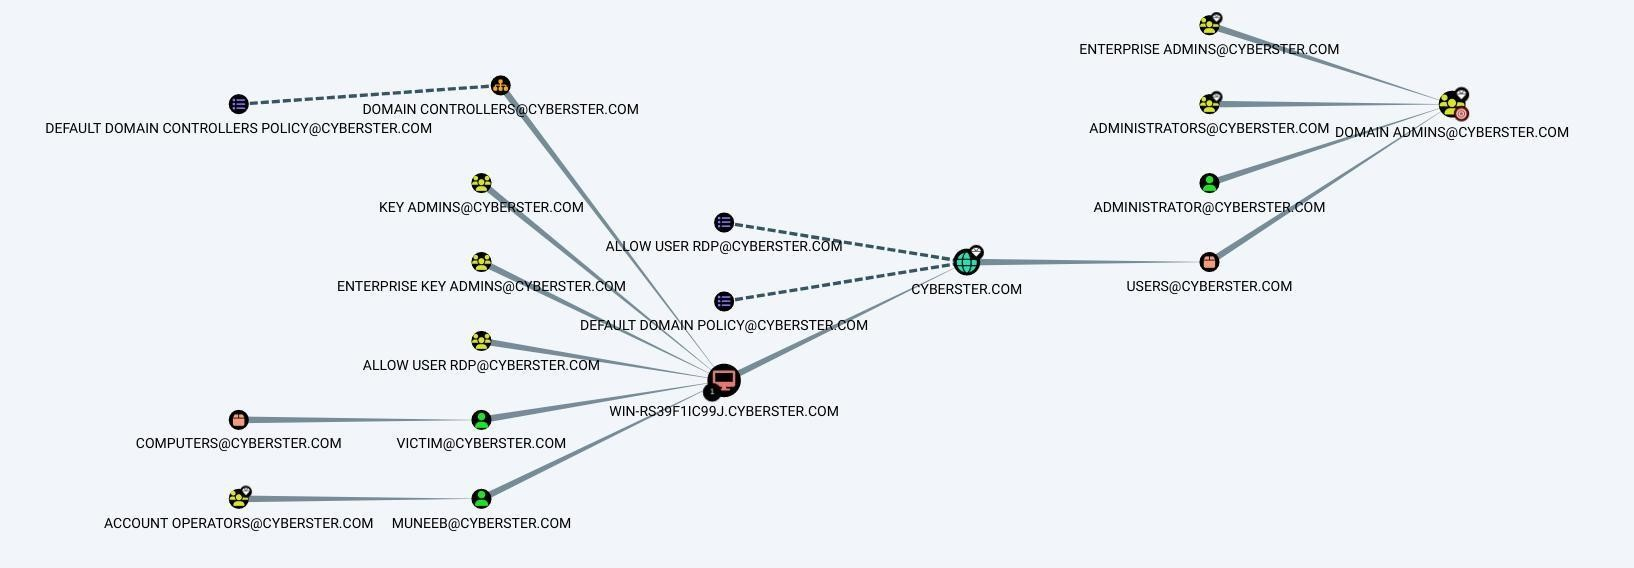 ENTERPRISE ADMINS@CYBERSTER.COM
DOMAIN CONTROLLERS@CYBERSTER.COM
DEFAULT DOMAIN CONTROLLERS POLICY@CYBERSTER.COM
ADMINISTRATORS@CYBERSTER.COM
DOMAIN ADMINS@CYBERSTER.COM
KEY ADMINS@CYBERSTER.COM
ADMINISTRATOR@CYBERSTER.COM
ALLOW USER RDP@CYBERSTER.COM
ENTERPRISE KEY ADMINS@CYBERSTER.COM
CYBERSTER.COM
USERS@CYBERSTER.COM
DEFAULT DOMAIN POLICY@CYBERSTER.COM
ALLOW USER RDP@CYBERSTER.COM
1
WIN-RS39F1IC99J.CYBERSTER.COM
COMPUTERS@CYBERSTER.COM
VICTIM@CYBERSTER.COM
ACCOUNT OPERATORS@CYBERSTER.COM
MUNEEB@CYBERSTER.COM